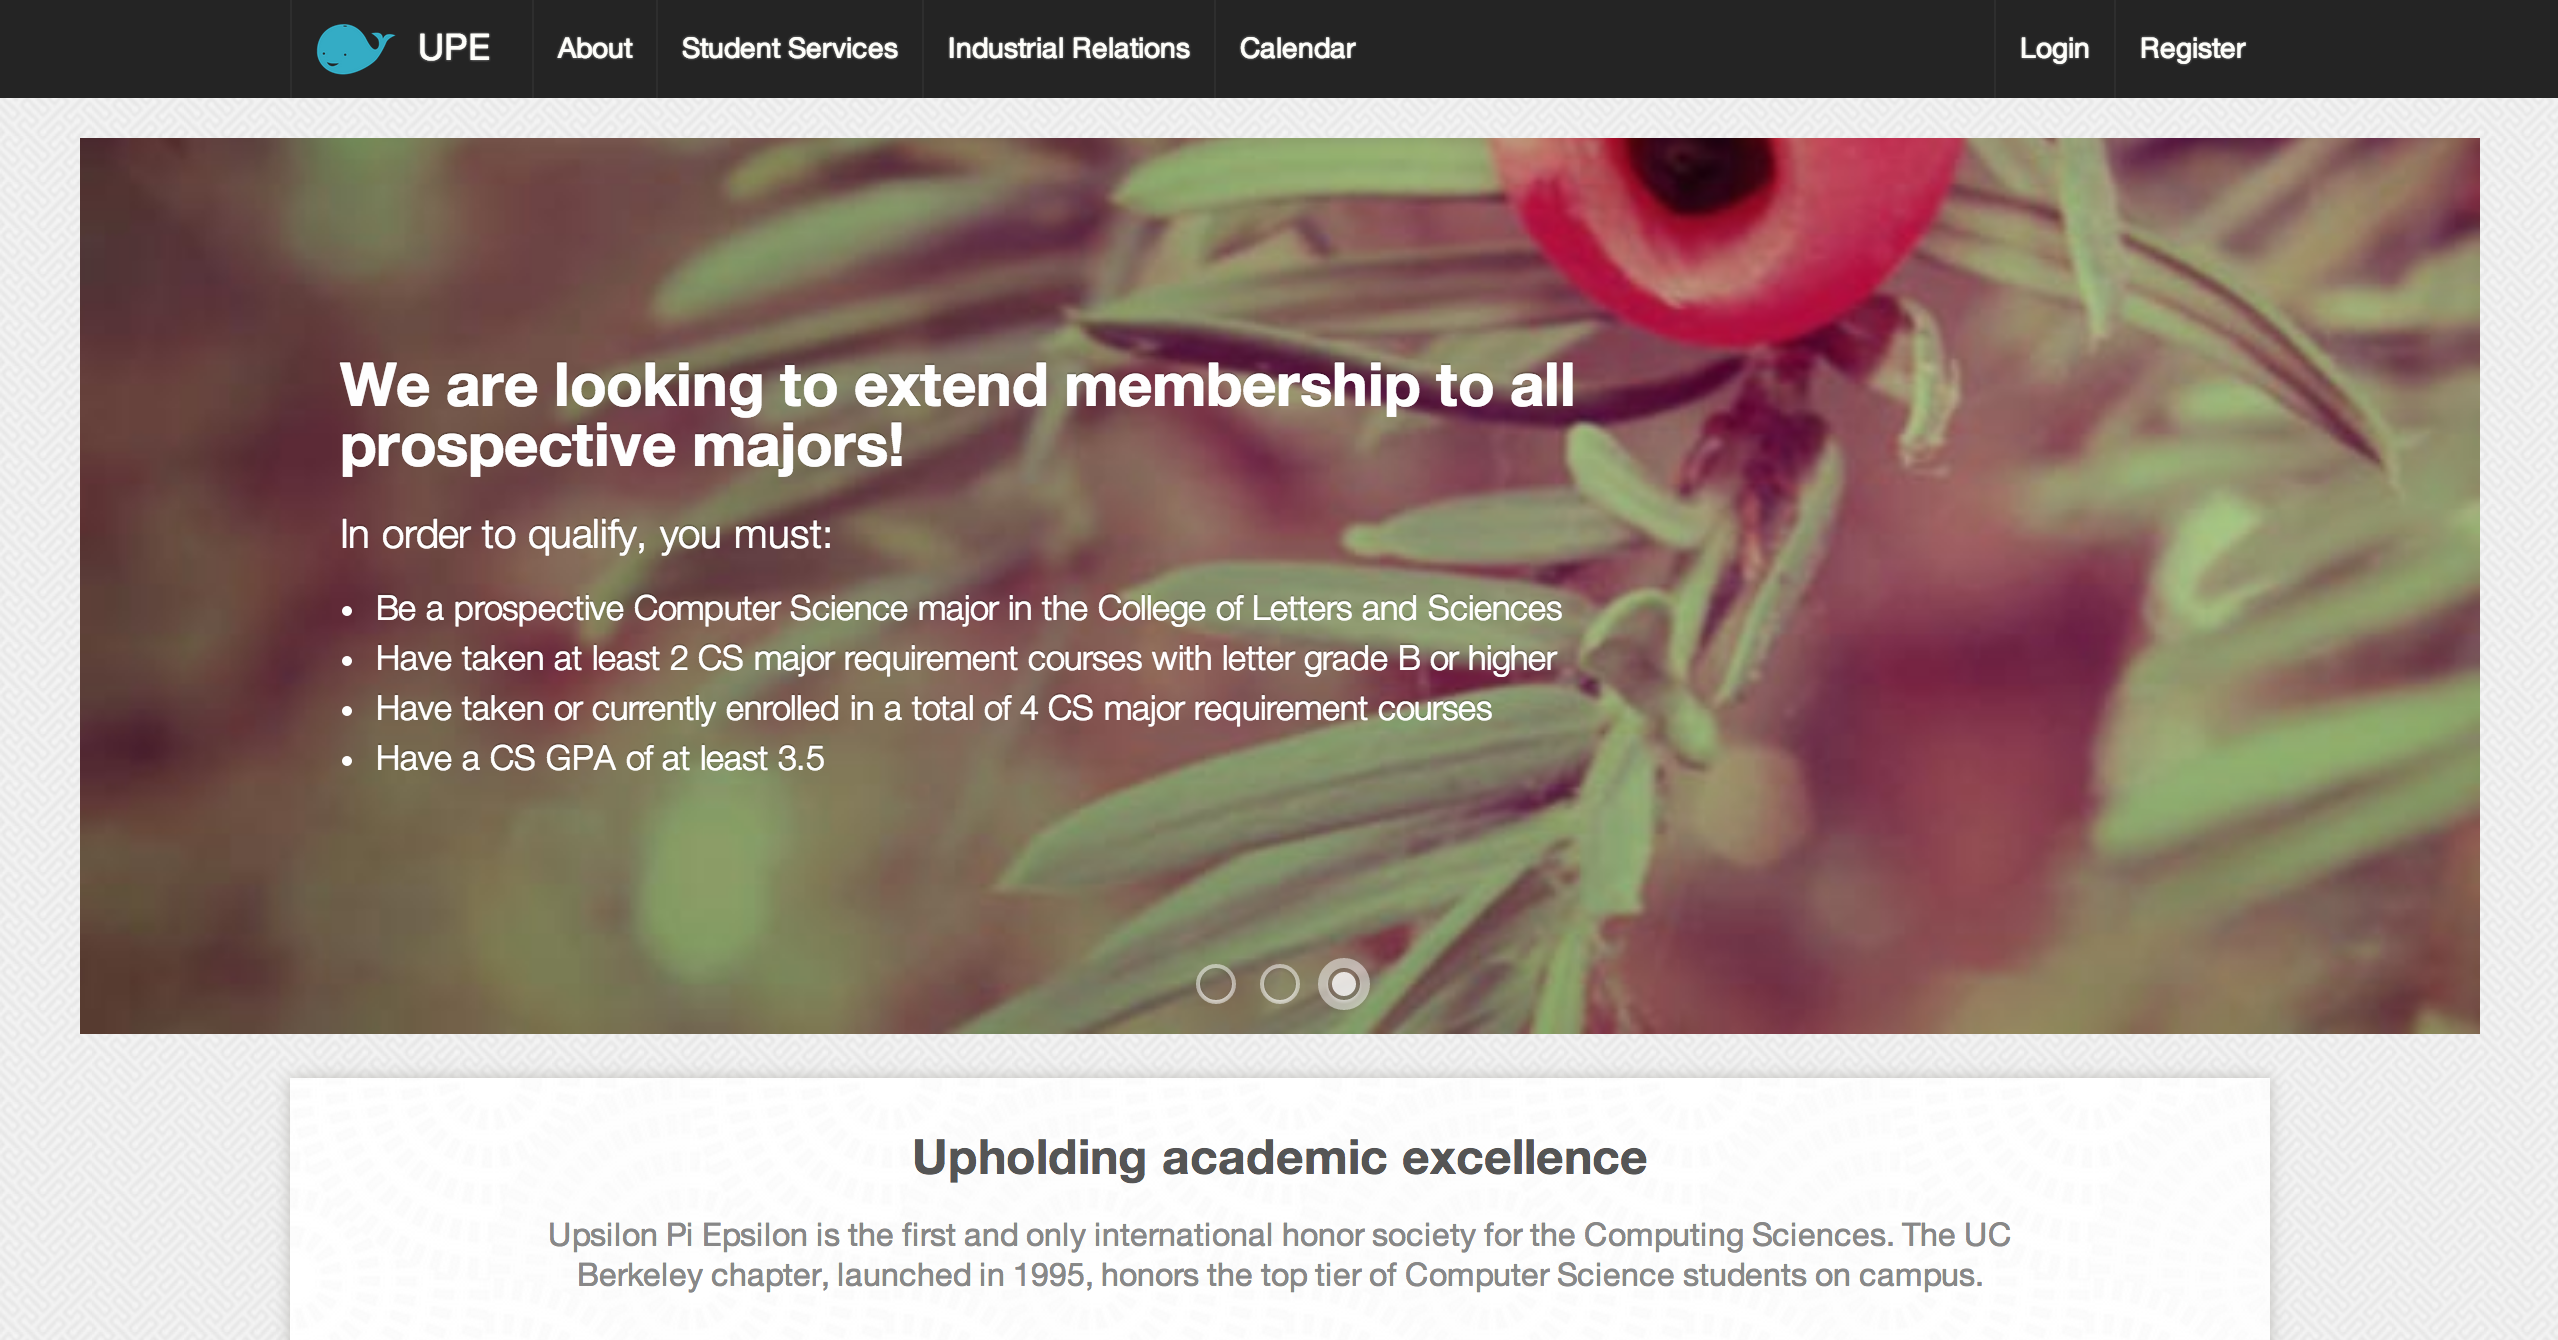 UPE
About
Student Services
Industrial Relations
Calendar
Login
Register
We are looking to extend membership to all
prospective majors!
In order to qualify, you must:
• Be a prospective Computer Science major in the College of Letters and Sciences
• Have taken at least 2 CS major requirement courses with letter grade B or higher
• Have taken or currently enrolled in a total of 4 CS major requirement courses
• Have a CS GPA of at least 3.5
Upholding academic excellence
Upsilon Pi Epsilon is the first and only international honor society for the Computing Sciences. The UC
Berkeley chapter, launched in 1995, honors the top tier of Computer Science students on campus.